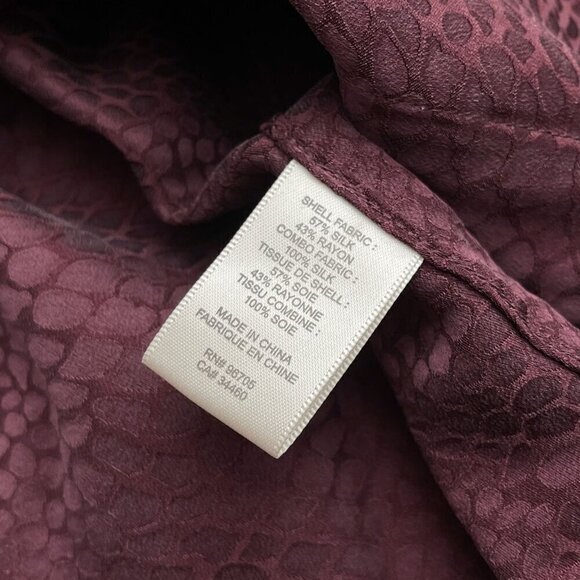 SHELL FABRIC :
57% SILK
43% RAYON
COMBO FABRIC :
100% SILK
TISSUE DE SHELL :
57% SOIE
43% RAYONNE
TISSU COMBINE :
100% SOIE
MADE IN CHINA
FABRIQUE EN CHINE
RN# 96705
CA# 34460